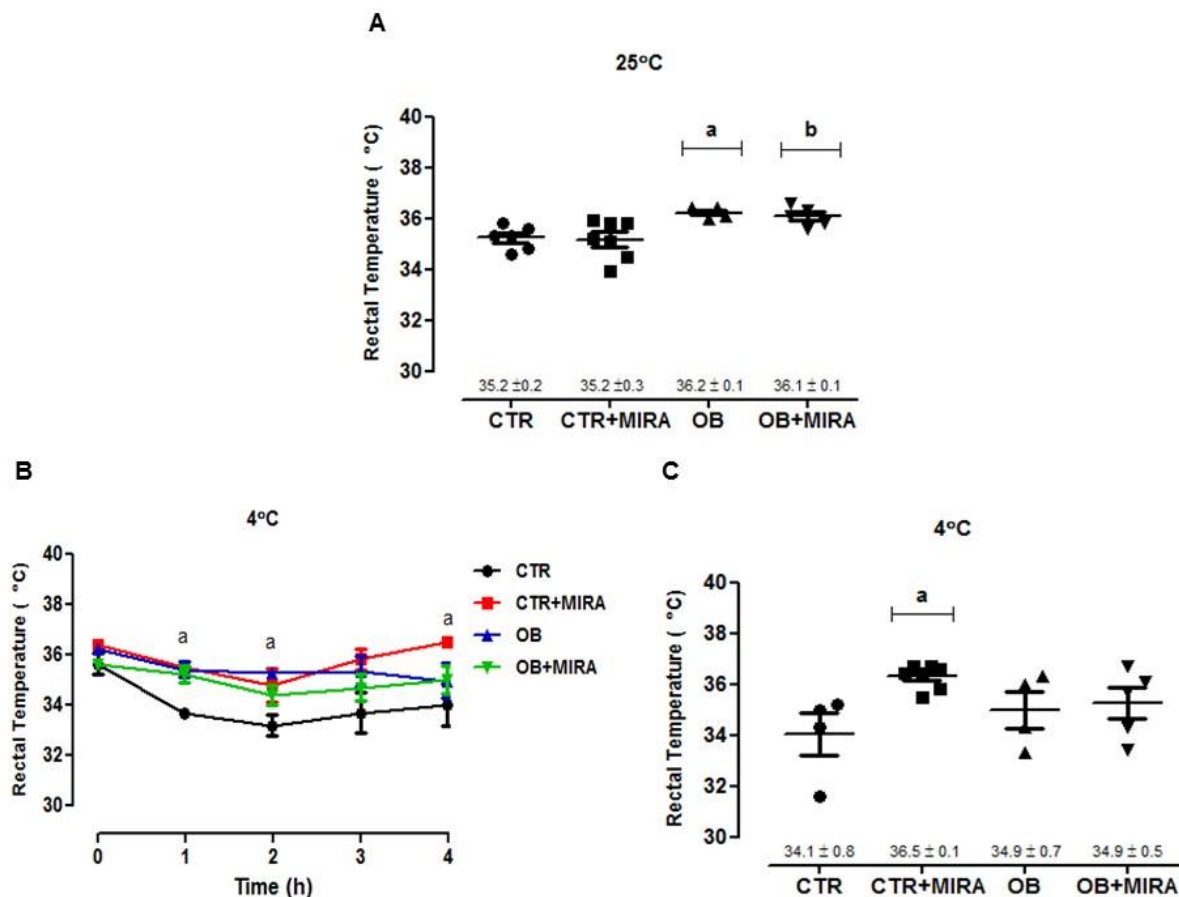 A
25°C
Rectal Temperature ( °C)
40
38
36
34
32
30
a
b
35.2 ±0.2 35.2 ±0.3 36.2 ± 0.1 36.1 ± 0.1
CTR CTR+MIRA OB OB+MIRA
B
4°C
Rectal Temperature ( °C)
40
38
36
34
32
30
a a a
CTR
CTR+MIRA
OB
OB+MIRA
0 1 2 3 4
Time (h)
C
4°C
Rectal Temperature ( °C)
40
38
36
34
32
30
a
34.1 ± 0.8 36.5 ± 0.1 34.9 ± 0.7 34.9 ± 0.5
CTR CTR+MIRA OB OB+MIRA